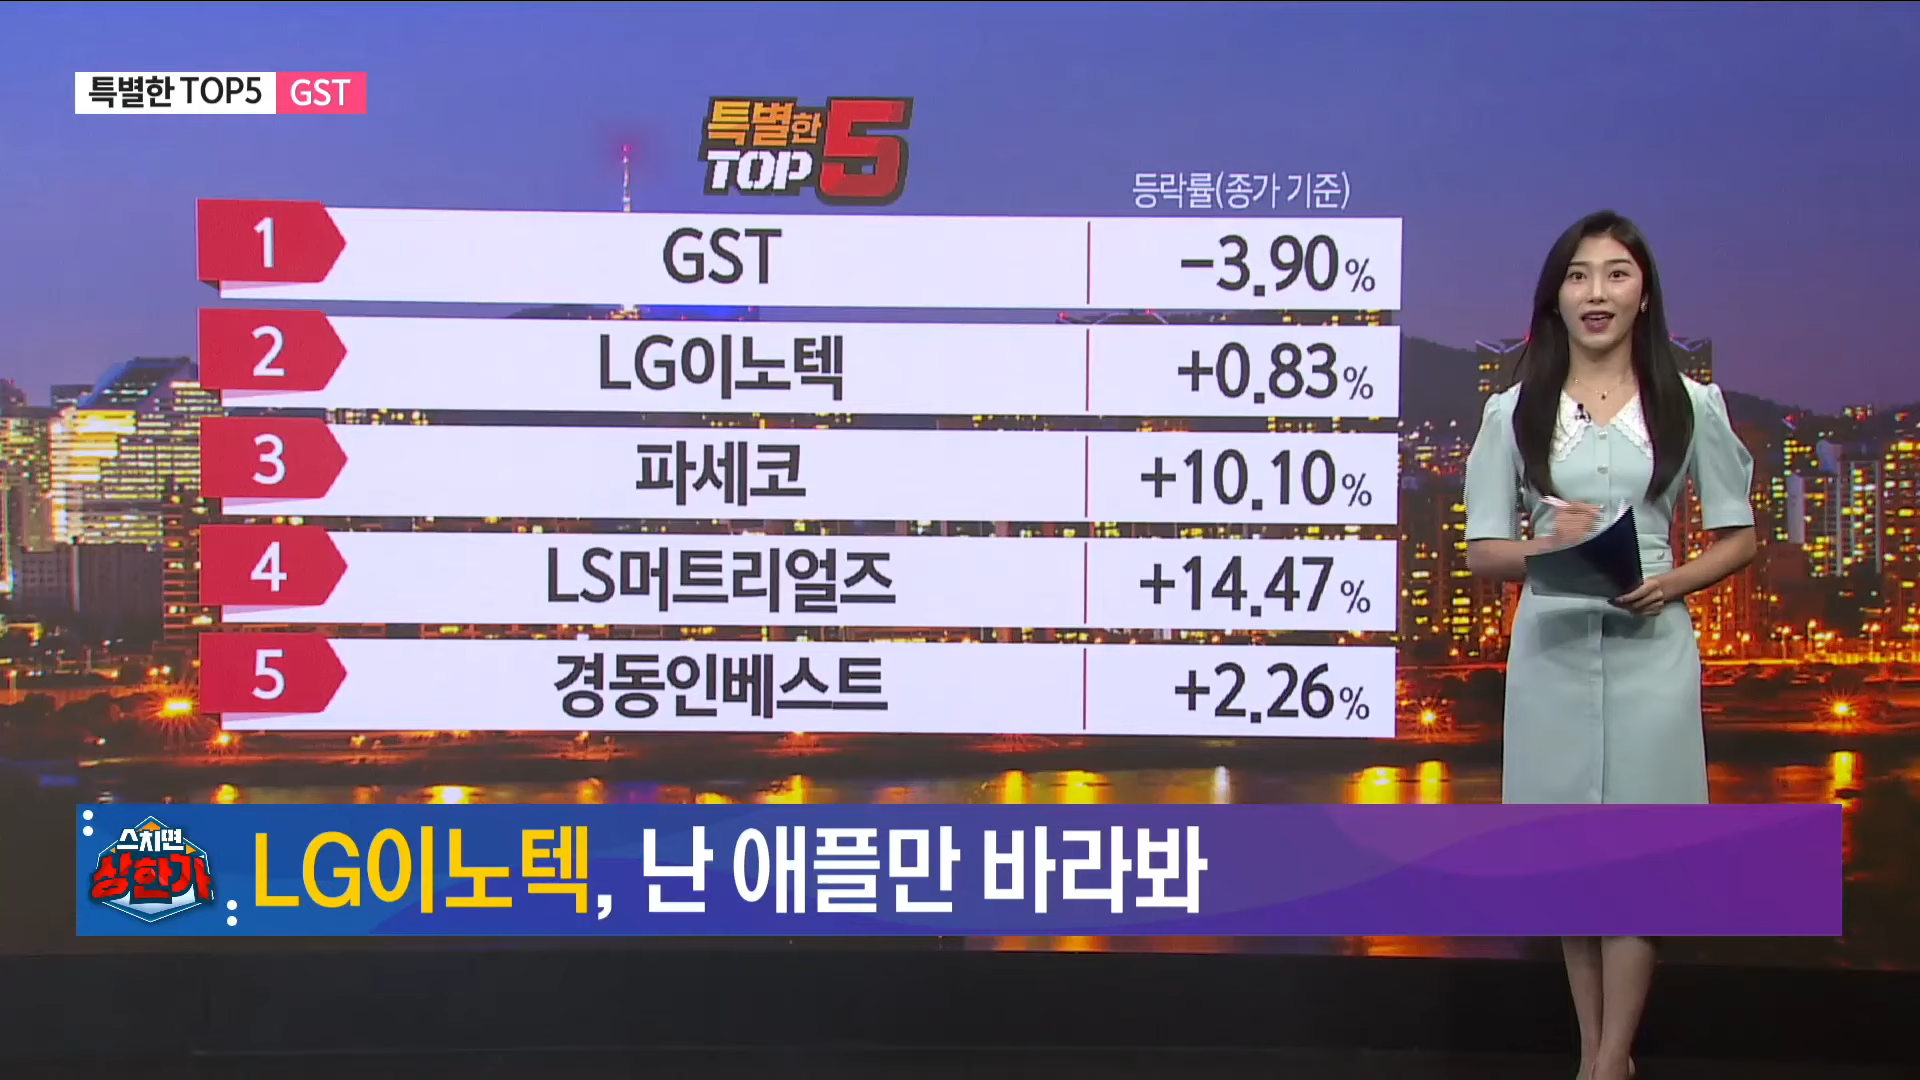 특별한 TOP5 GST
특별한
TOP 5
등락률(종가 기준)
1 GST -3.90%
2 LG이노텍 +0.83%
3 파세코 +10.10%
4 LS머트리얼즈 +14.47%
5 경동인베스트 +2.26%
스치면
상한가
LG이노텍, 난 애플만 바라봐